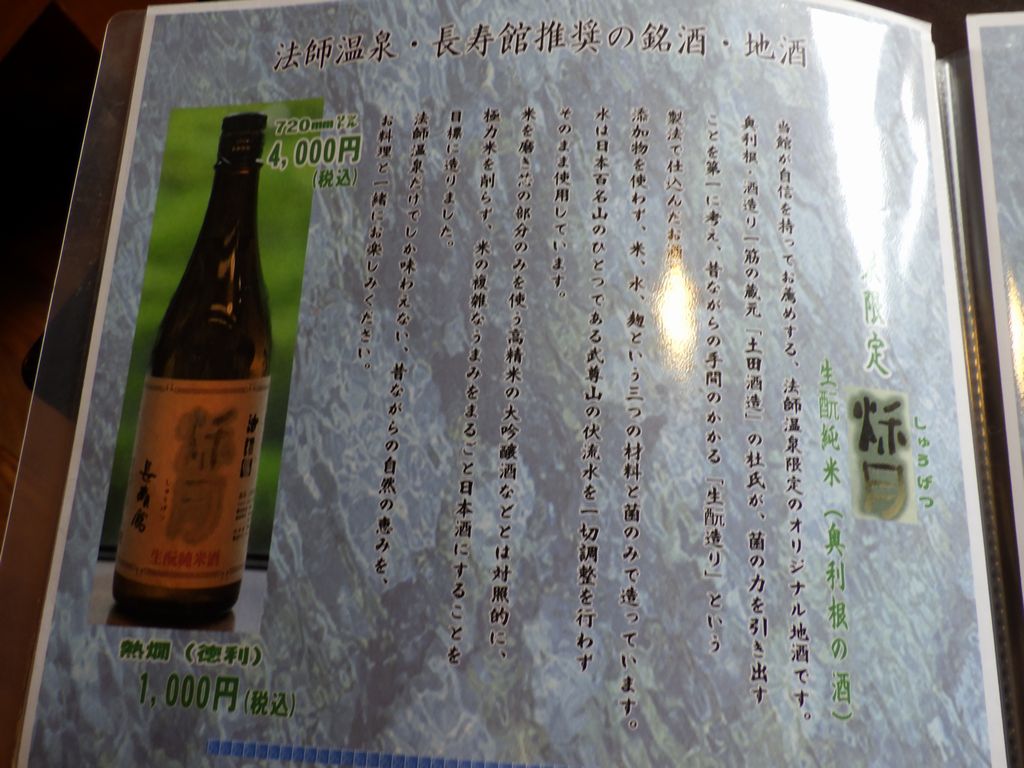 法師温泉・長寿館推奨の銘酒・地酒
限定
しゅうげつ
生酛純米(奥利根の酒)
当館が自信を持ってお薦めする、法師温泉限定のオリジナル地酒です。
奥利根・酒造り一筋の蔵元「土田酒造」の杜氏が、菌の力を引き出す
ことを第一に考え、昔ながらの手間のかかる「生酛造り」という
製法で仕込んだお酒
添加物を使わず、米、水、麹という三つの材料と菌のみで造っています。
水は日本百名山のひとつである武尊山の伏流水を一切調整を行わず
そのまま使用しています。
米を磨き芯の部分のみを使う高精米の大吟醸酒などとは対照的に、
極力米を削らず、米の複雑なうまみをまるごと日本酒にすることを
目標に造りました。
法師温泉だけでしか味わえない、昔ながらの自然の恵みを、
お料理と一緒にお楽しみください。
720mm
4,000円
(税込)
法師温泉
長寿館
しゅうげつ
生酛純米酒
熱燗(徳利)
1,000円(税込)